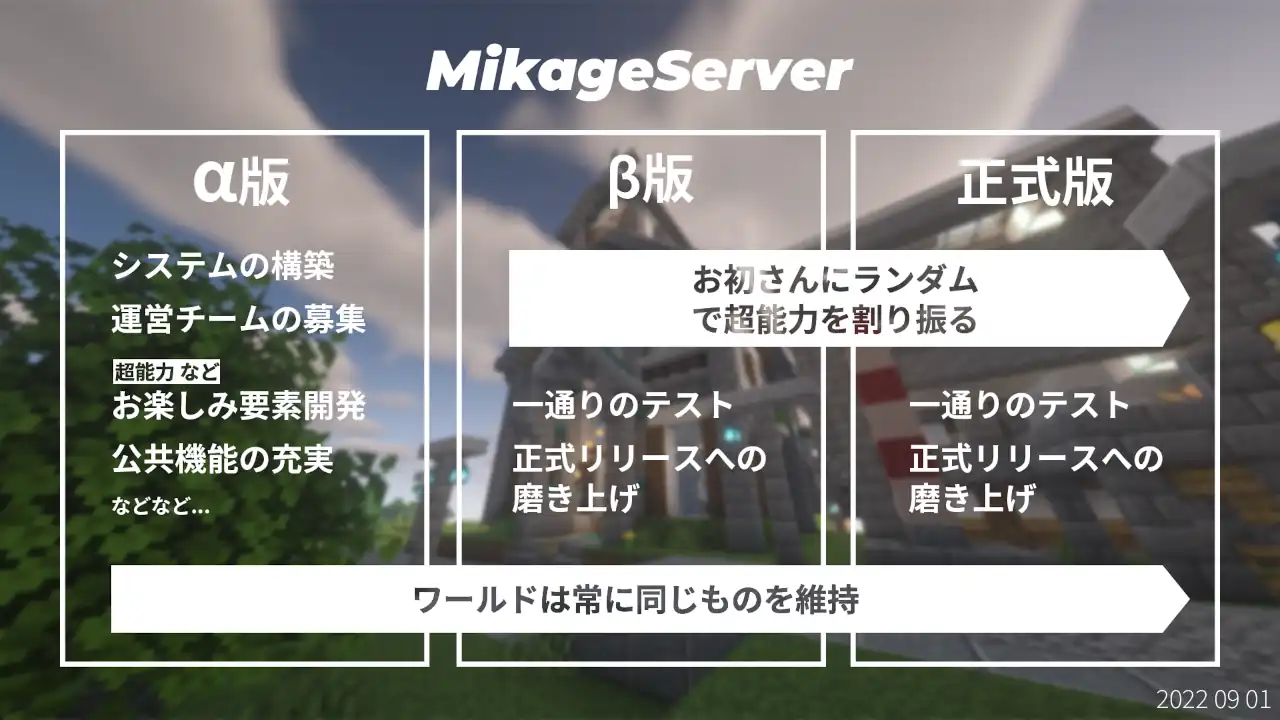 MikageServer
α版
システムの構築
運営チームの募集
超能力 など
お楽しみ要素開発
公共機能の充実
などなど...
β版
正式版
お初さんにランダム
で超能力を割り振る
一通りのテスト
正式リリースへの
磨き上げ
一通りのテスト
正式リリースへの
磨き上げ
ワールドは常に同じものを維持
2022 09 01